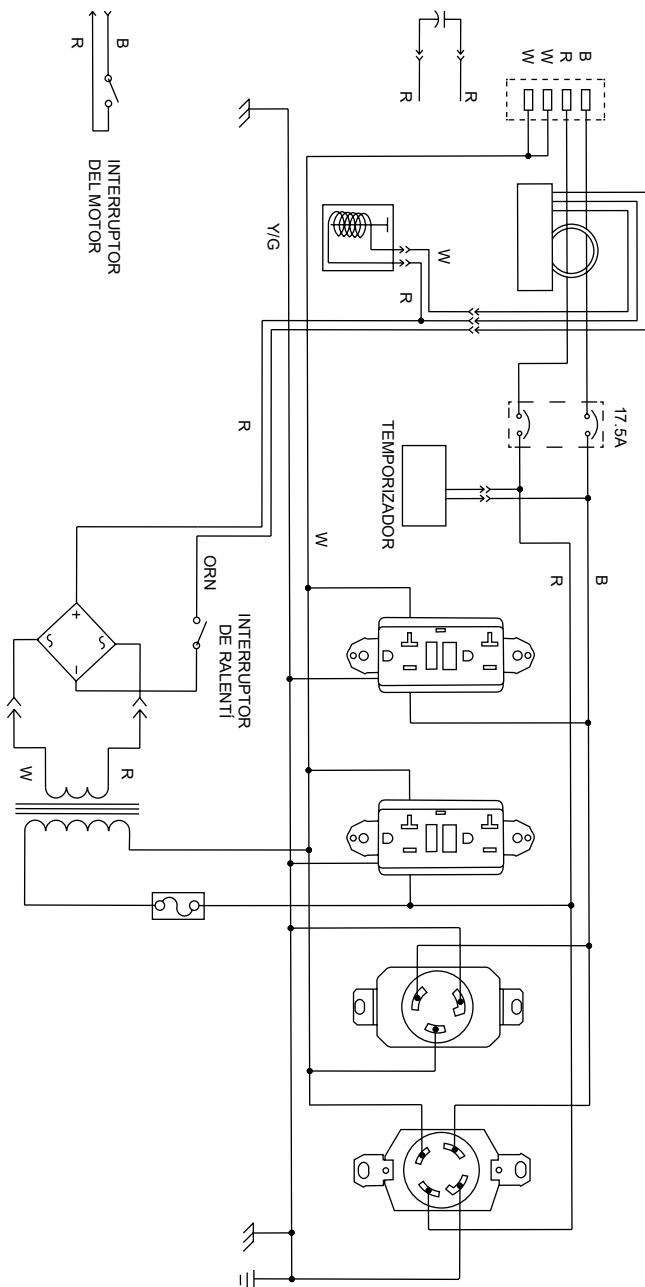 B
R
W
W
R
R
B
R
INTERRUPTOR
DEL MOTOR
Y/G
W
R
17.5A
TEMPORIZADOR
R
W
B
R
ORN
INTERRUPTOR
DE RALENTÍ
+
−
R
W